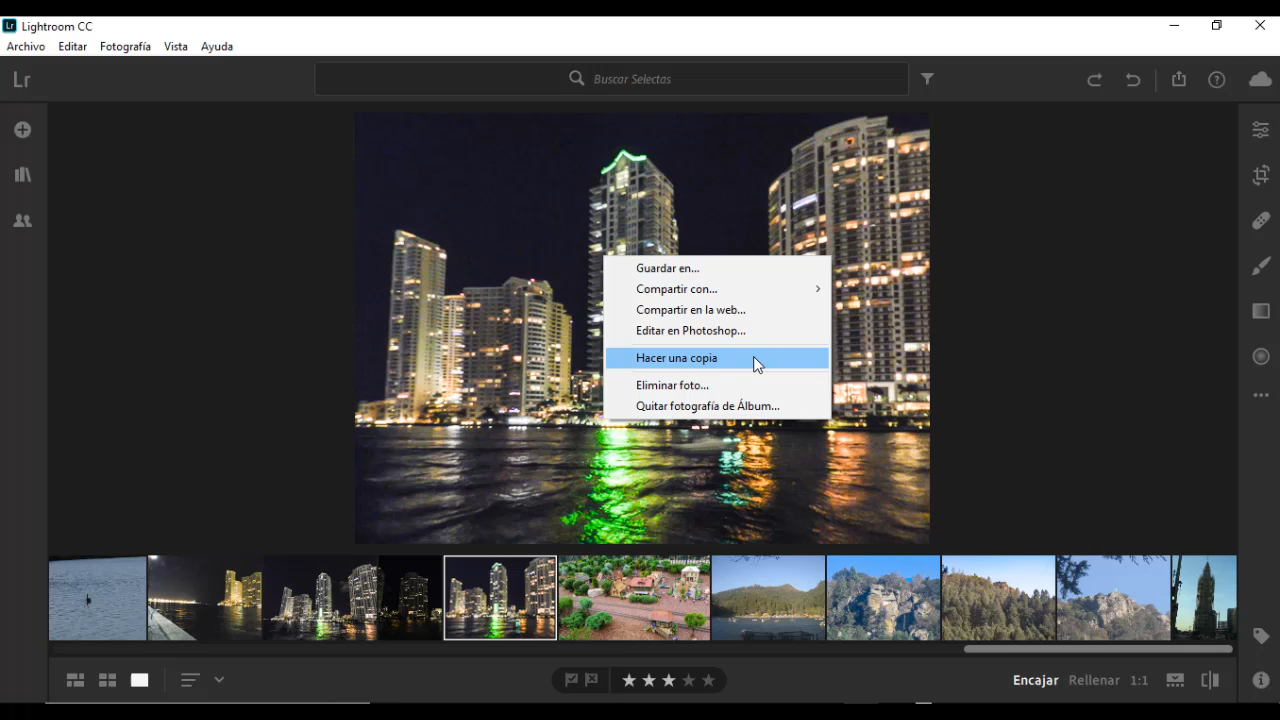 Lr Lightroom CC
Archivo Editar Fotografía Vista Ayuda
Lr Buscar Selectas
Guardar en...
Compartir con...
Compartir en la web...
Editar en Photoshop...
Hacer una copia
Eliminar foto...
Quitar fotografía de Álbum...
Encajar Rellenar 1:1